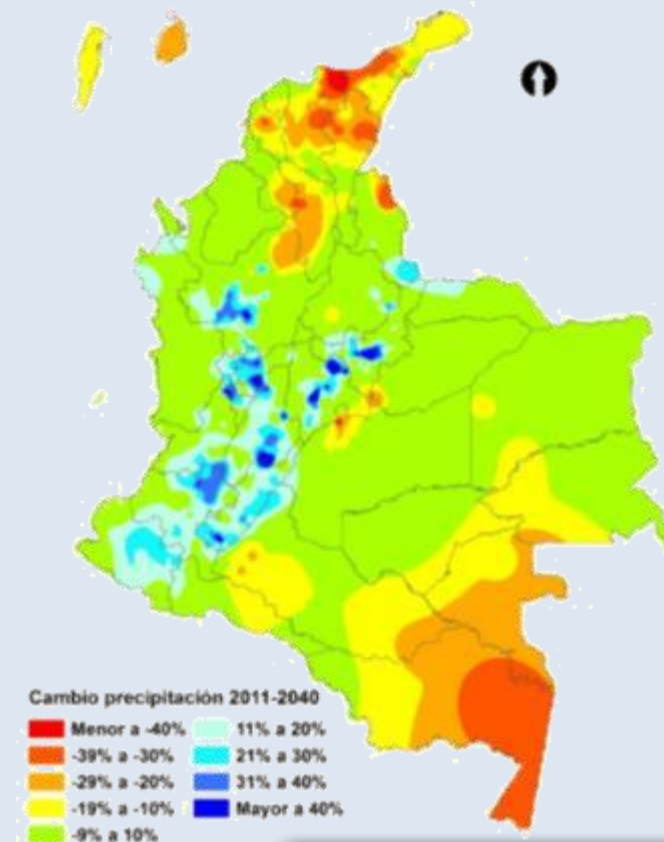 Cambio precipitación 2011-2040
Menor a -40%
-39% a -30%
-29% a -20%
-19% a -10%
-9% a 10%
11% a 20%
21% a 30%
31% a 40%
Mayor a 40%